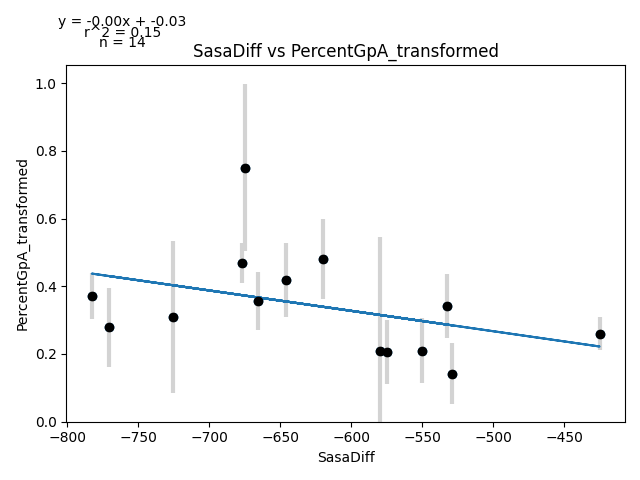 y = -0.00x + -0.03
r^2 = 0.15
n = 14
SasaDiff vs PercentGpA_transformed
PercentGpA_transformed
1.0
0.8
0.6
0.4
0.2
0.0
−800
−750
−700
−650
−600
−550
−500
−450
SasaDiff